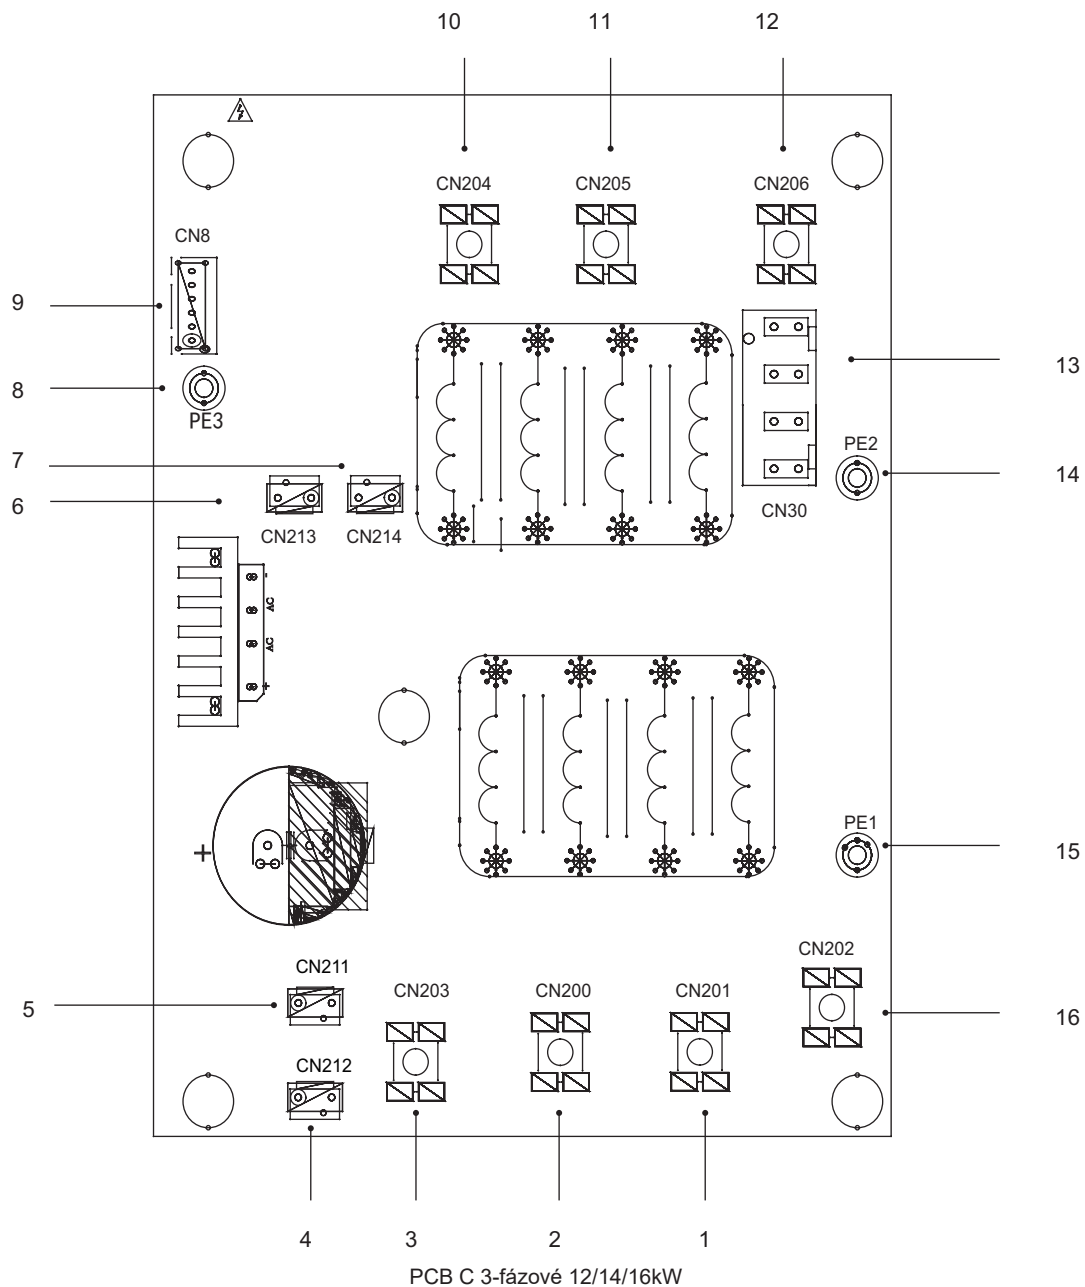 10 11 12
CN204 CN205 CN206
CN8
9
13
8
PE3
PE2
7
14
6
CN213 CN214
CN30
- AC AC +
+
PE1
15
CN202
CN211
CN203 CN200 CN201
5
16
CN212
4 3 2 1
PCB C 3-fázové 12/14/16kW